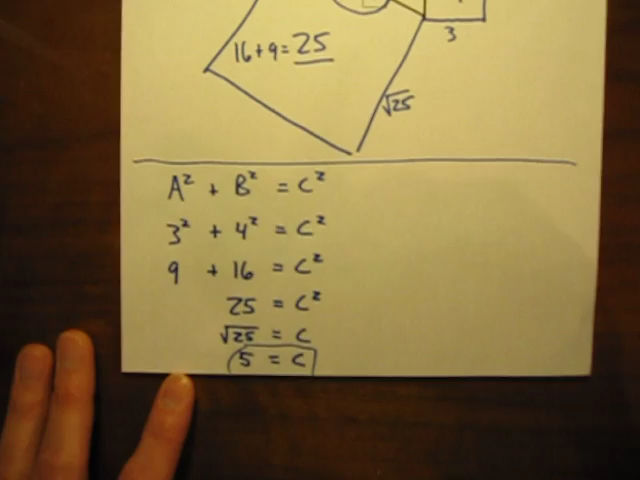 3
16+9=25
√25
A² + B² = C²
3² + 4² = C²
9 + 16 = C²
25 = C²
√25 = C
5 = C